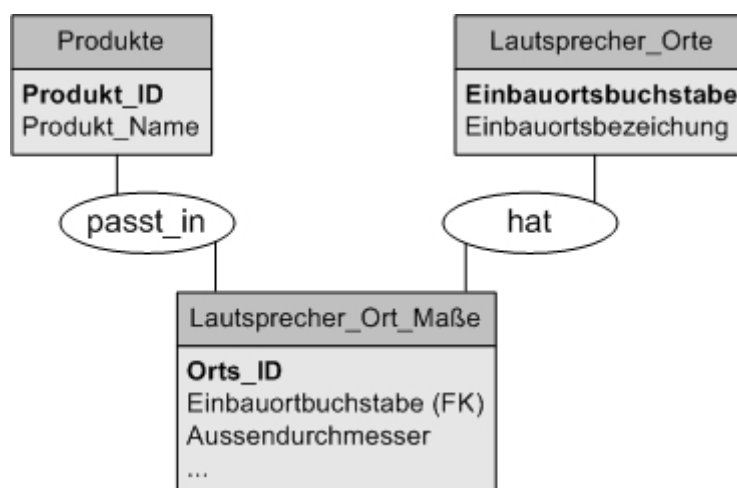 Produkte
Produkt_ID
Produkt_Name
Lautsprecher_Orte
Einbauortsbuchstabe
Einbauortsbezeichung
passt_in
hat
Lautsprecher_Ort_Maße
Orts_ID
Einbauortbuchstabe (FK)
Aussendurchmesser
...